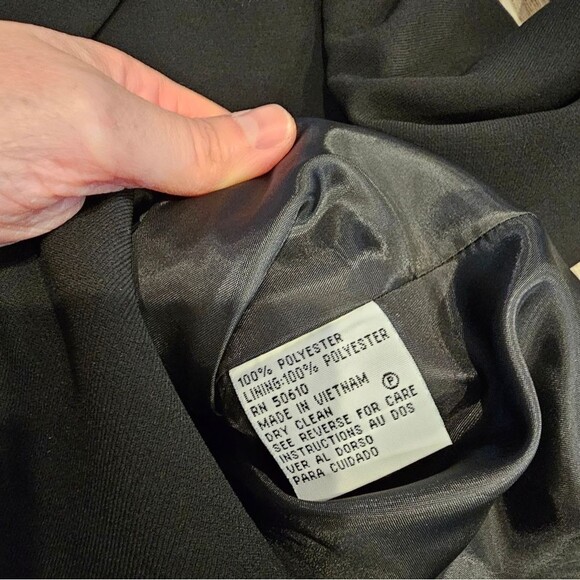 100% POLYESTER
LINING:100% POLYESTER
RN 50610
MADE IN VIETNAM Ⓟ
DRY CLEAN
SEE REVERSE FOR CARE
INSTRUCTIONS AU DOS
VER AL DORSO
PARA CUIDADO